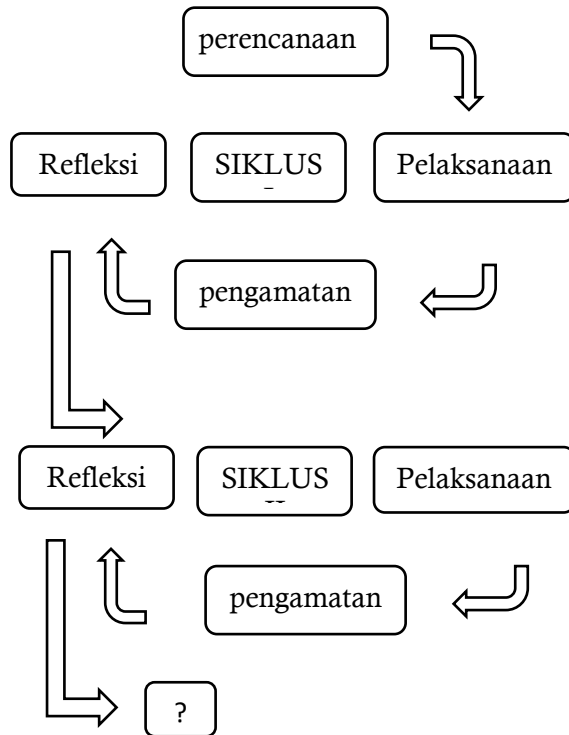 perencanaan
Refleksi
SIKLUS
Pelaksanaan
pengamatan
Refleksi
SIKLUS
Pelaksanaan
pengamatan
?